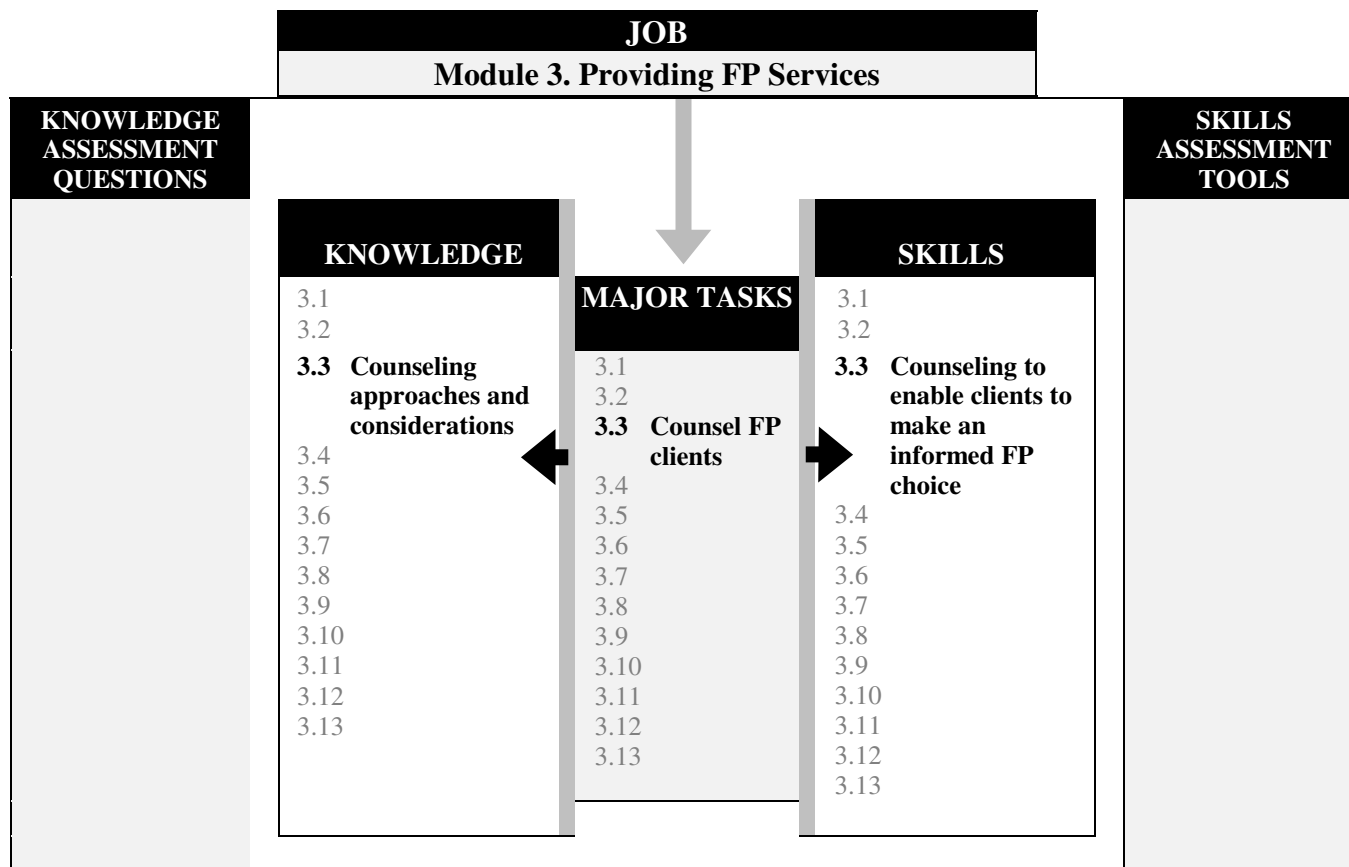 JOB
Module 3. Providing FP Services
KNOWLEDGE
ASSESSMENT
QUESTIONS
SKILLS
ASSESSMENT
TOOLS
KNOWLEDGE
3.1
3.2
3.3 Counseling
approaches and
considerations
3.4
3.5
3.6
3.7
3.8
3.9
3.10
3.11
3.12
3.13
MAJOR TASKS
3.1
3.2
3.3 Counsel FP
clients
3.4
3.5
3.6
3.7
3.8
3.9
3.10
3.11
3.12
3.13
SKILLS
3.1
3.2
3.3 Counseling to
enable clients to
make an
informed FP
choice
3.4
3.5
3.6
3.7
3.8
3.9
3.10
3.11
3.12
3.13